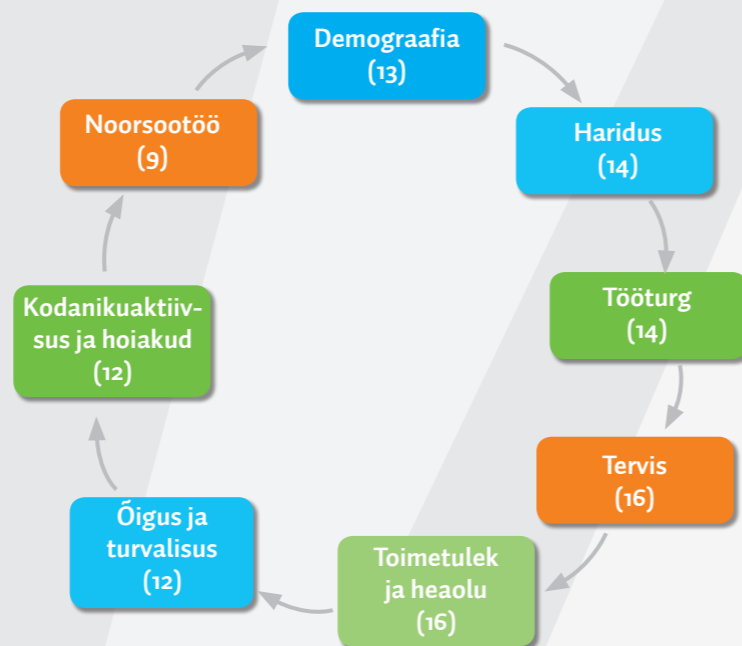 Demograafia
(13)
Haridus
(14)
Tööturg
(14)
Tervis
(16)
Toimetulek
ja heaolu
(16)
Õigus ja
turvalisus
(12)
Kodanikuaktiiv-
sus ja hoiakud
(12)
Noorsootöö
(9)